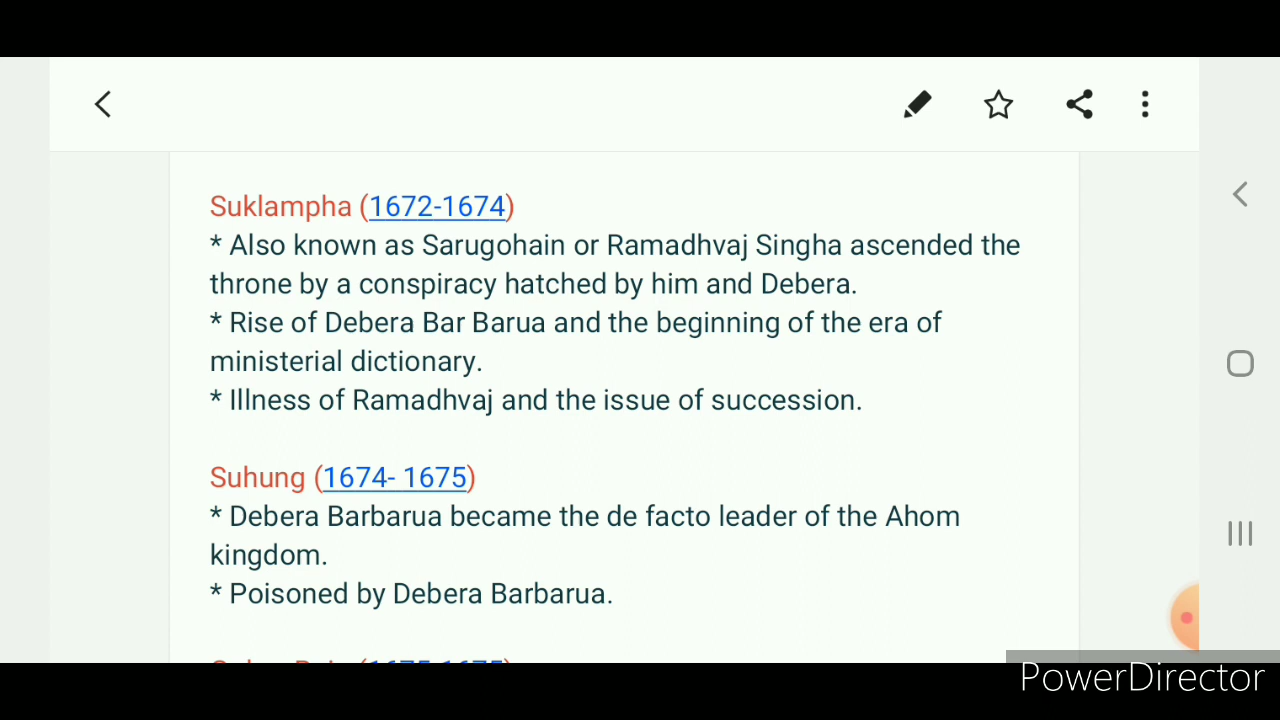 Suklampha (1672-1674)
* Also known as Sarugohain or Ramadhvaj Singha ascended the
throne by a conspiracy hatched by him and Debera.
* Rise of Debera Bar Barua and the beginning of the era of
ministerial dictionary.
* Illness of Ramadhvaj and the issue of succession.
Suhung (1674- 1675)
* Debera Barbarua became the de facto leader of the Ahom
kingdom.
* Poisoned by Debera Barbarua.
PowerDirector